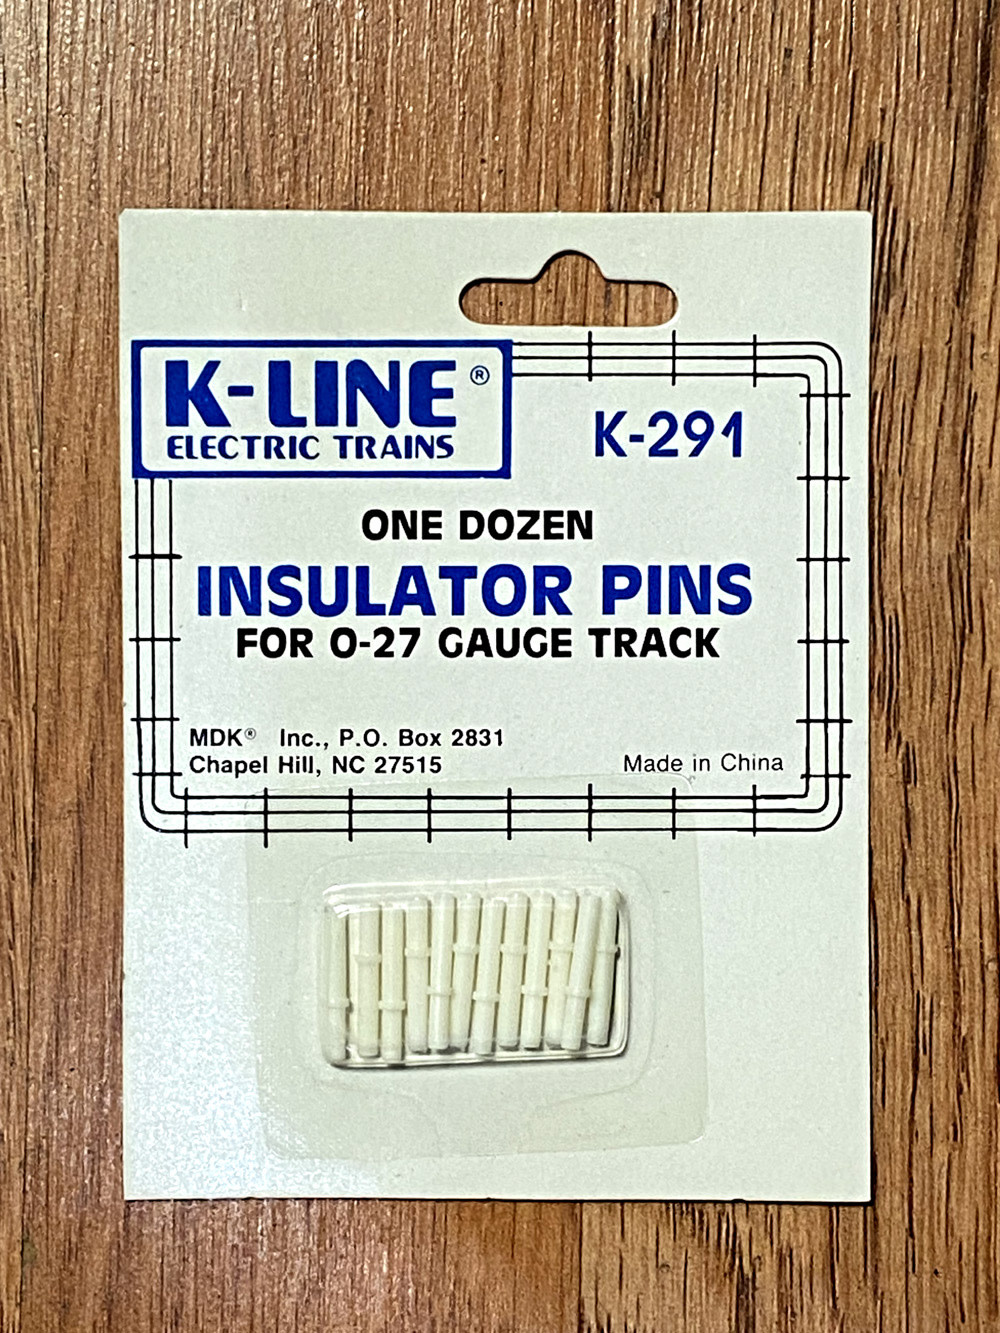 K-LINE®
ELECTRIC TRAINS
K-291
ONE DOZEN
INSULATOR PINS
FOR O-27 GAUGE TRACK
MDK® Inc., P.O. Box 2831
Chapel Hill, NC 27515
Made in China